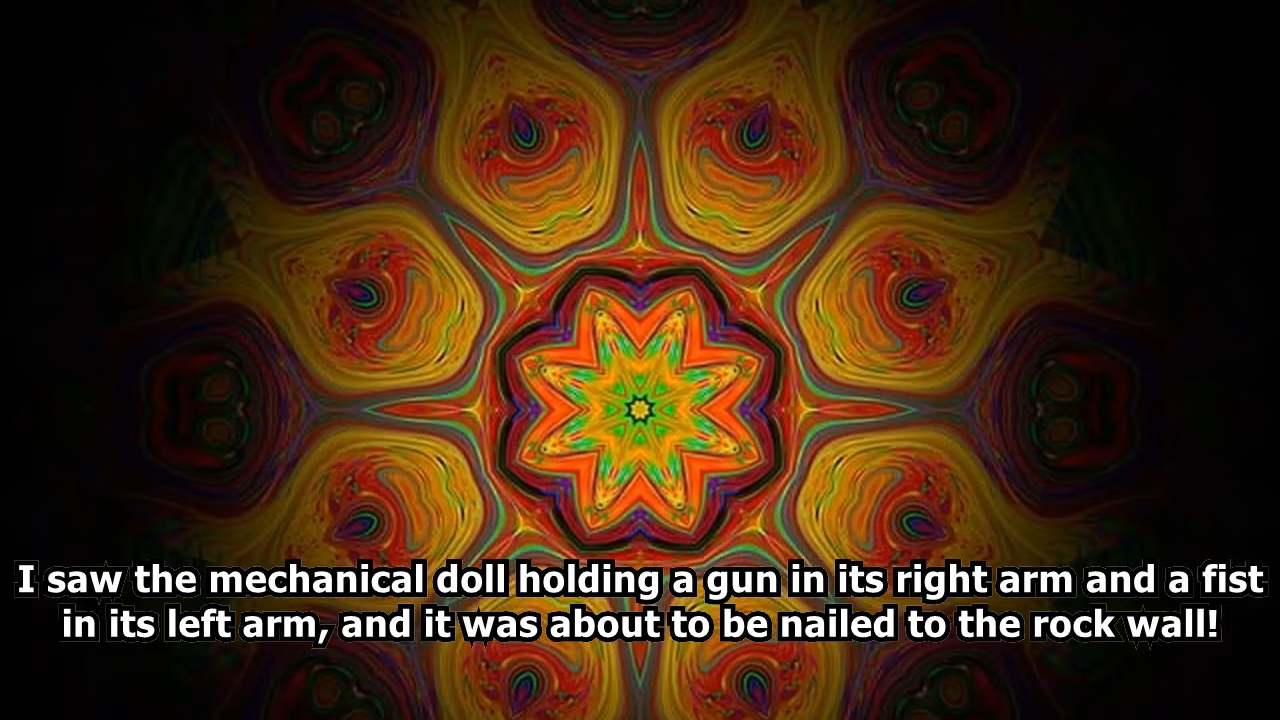 I saw the mechanical doll holding a gun in its right arm and a fist
in its left arm, and it was about to be nailed to the rock wall!